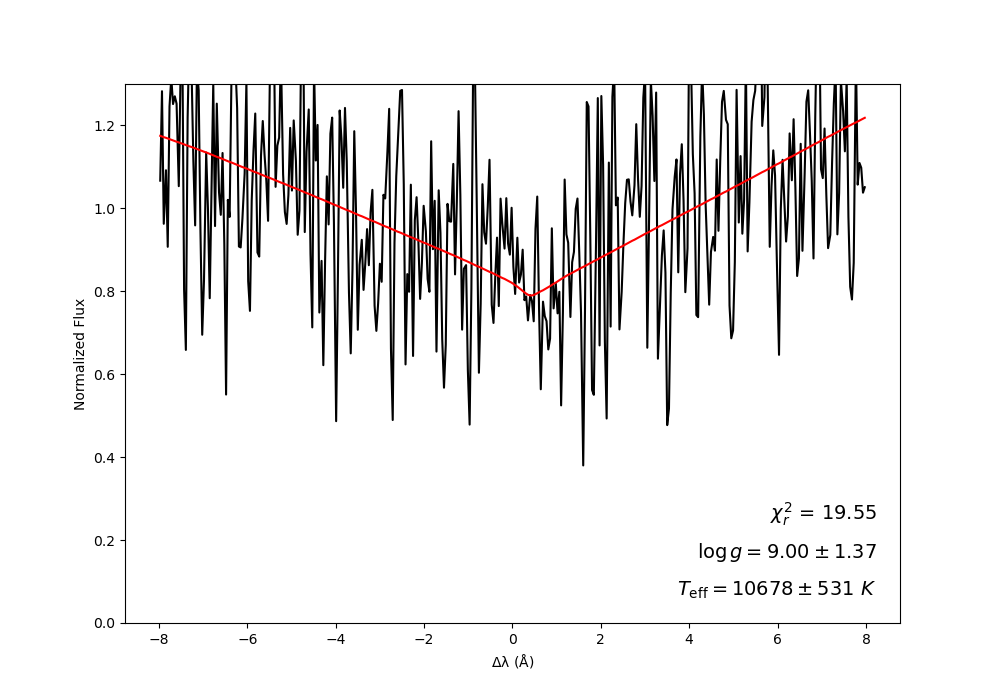 1.2
1.0
0.8
0.6
0.4
0.2
0.0
Normalized Flux
χ²ᵣ = 19.55
log g = 9.00 ± 1.37
T_eff = 10678 ± 531 K
−8 −6 −4 −2 0 2 4 6 8
Δλ (Å)